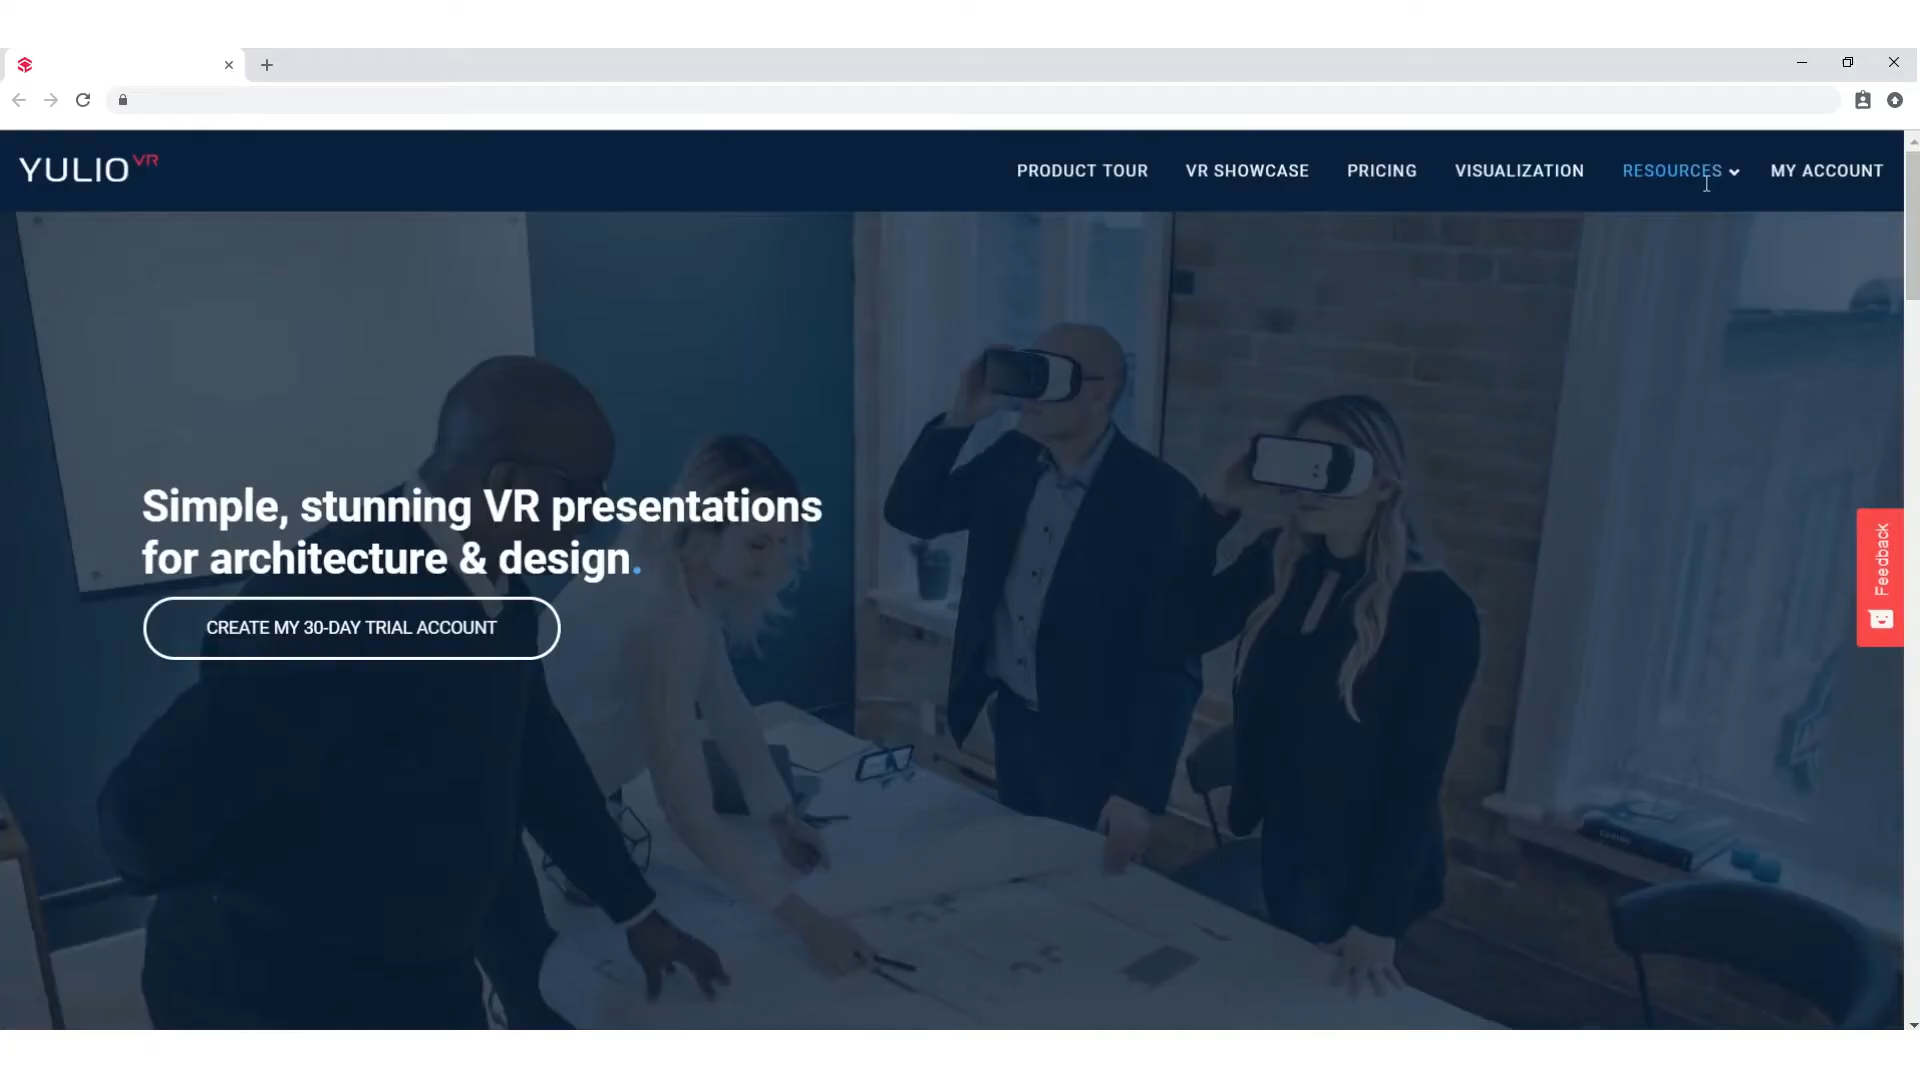 YULIO VR
PRODUCT TOUR
VR SHOWCASE
PRICING
VISUALIZATION
RESOURCES
MY ACCOUNT
Simple, stunning VR presentations
for architecture & design.
CREATE MY 30-DAY TRIAL ACCOUNT
Feedback